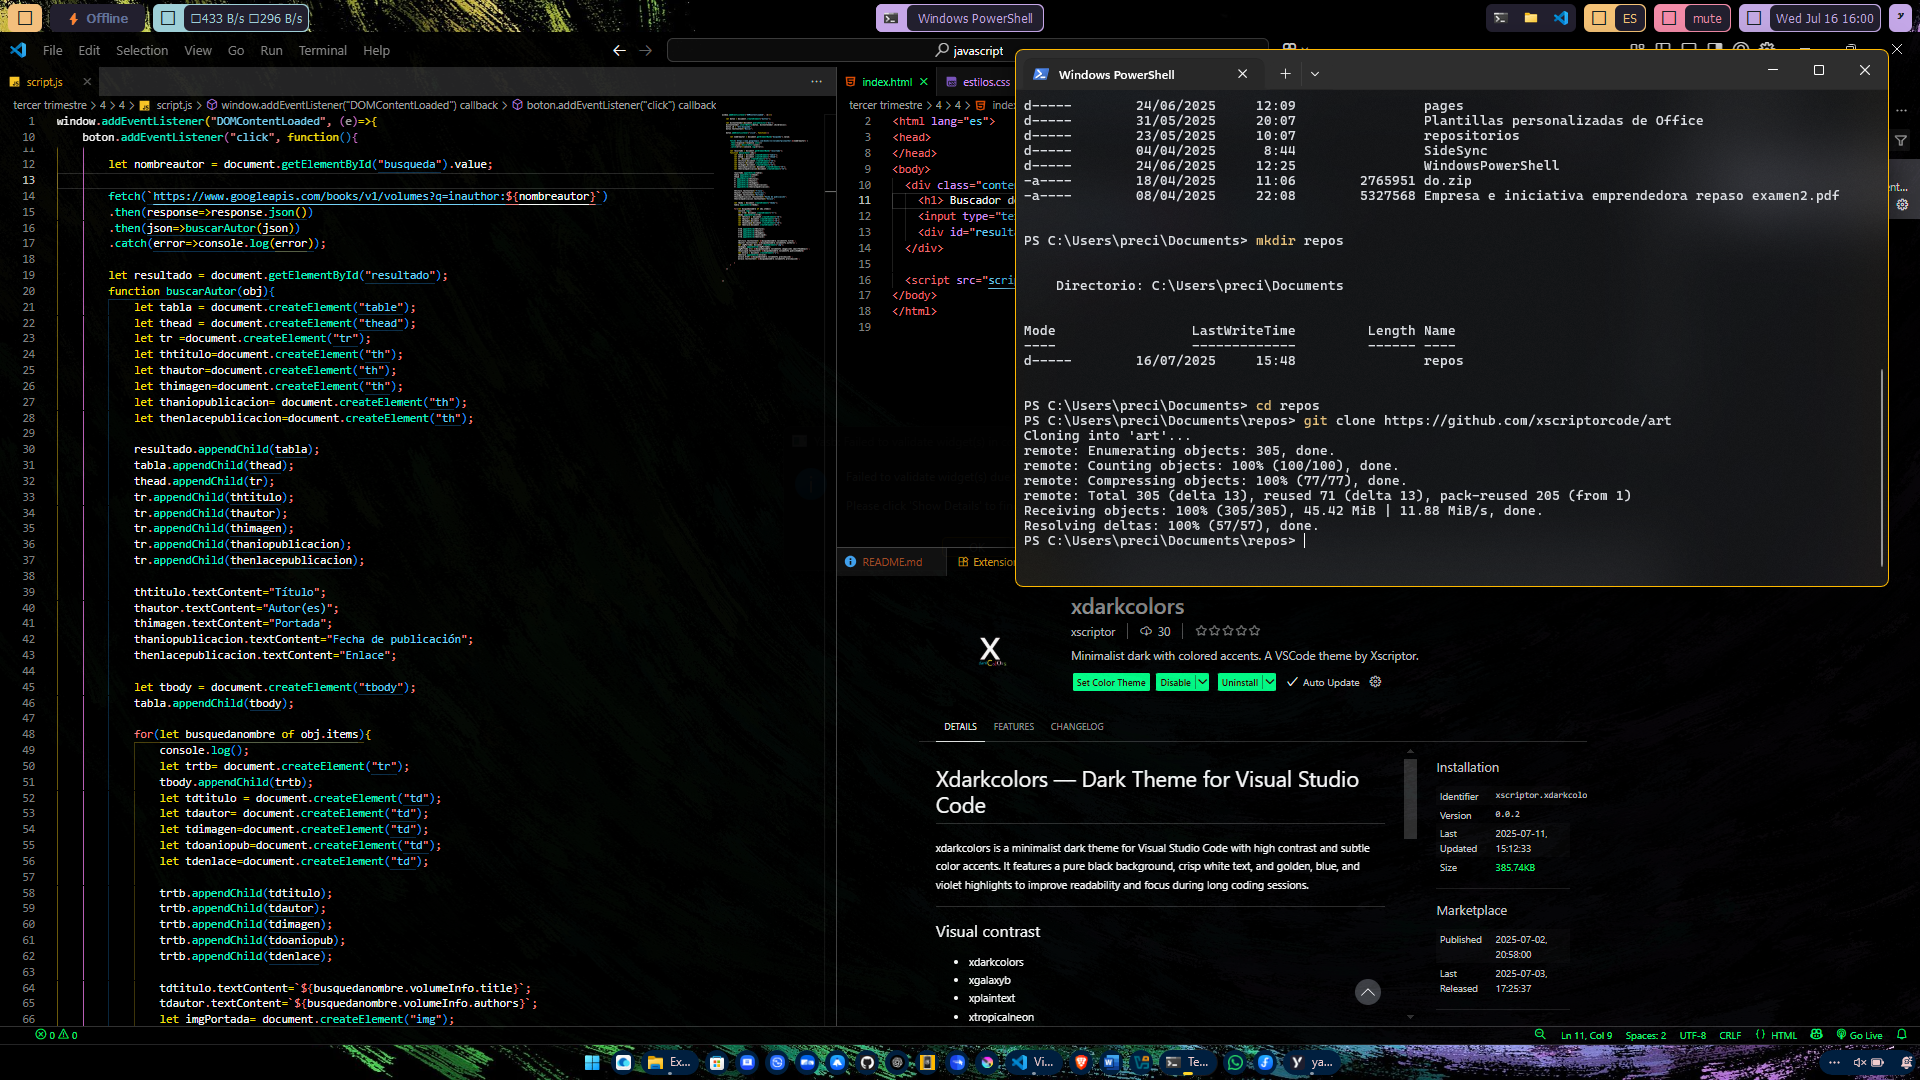 Offline
433 B/s 296 B/s
Windows PowerShell
ES
mute
Wed Jul 16 16:00
File Edit Selection View Go Run Terminal Help
javascript
script.js
tercer trimestre > 4 > 4 > script.js > window.addEventListener("DOMContentLoaded") callback > boton.addEventListener("click") callback
1 window.addEventListener("DOMContentLoaded", (e)=>{
10 boton.addEventListener("click", function(){
11
12 let nombreautor = document.getElementById("busqueda").value;
13
14 fetch(`https://www.googleapis.com/books/v1/volumes?q=inauthor:${nombreautor}`)
15 .then(response=>response.json())
16 .then(json=>buscarAutor(json))
17 .catch(error=>console.log(error));
18
19 let resultado = document.getElementById("resultado");
20 function buscarAutor(obj){
21 let tabla = document.createElement("table");
22 let thead = document.createElement("thead");
23 let tr =document.createElement("tr");
24 let thtitulo=document.createElement("th");
25 let thautor=document.createElement("th");
26 let thimagen=document.createElement("th");
27 let thaniopublicacion= document.createElement("th");
28 let thenlacepublicacion=document.createElement("th");
29
30 resultado.appendChild(tabla);
31 tabla.appendChild(thead);
32 thead.appendChild(tr);
33 tr.appendChild(thtitulo);
34 tr.appendChild(thautor);
35 tr.appendChild(thimagen);
36 tr.appendChild(thaniopublicacion);
37 tr.appendChild(thenlacepublicacion);
38
39 thtitulo.textContent="Título";
40 thautor.textContent="Autor(es)";
41 thimagen.textContent="Portada";
42 thaniopublicacion.textContent="Fecha de publicación";
43 thenlacepublicacion.textContent="Enlace";
44
45 let tbody = document.createElement("tbody");
46 tabla.appendChild(tbody);
47
48 for(let busquedanombre of obj.items){
49 console.log();
50 let trtb= document.createElement("tr");
51 tbody.appendChild(trtb);
52 let tdtitulo = document.createElement("td");
53 let tdautor= document.createElement("td");
54 let tdimagen=document.createElement("td");
55 let tdoaniopub=document.createElement("td");
56 let tdenlace=document.createElement("td");
57
58 trtb.appendChild(tdtitulo);
59 trtb.appendChild(tdautor);
60 trtb.appendChild(tdimagen);
61 trtb.appendChild(tdoaniopub);
62 trtb.appendChild(tdenlace);
63
64 tdtitulo.textContent=`${busquedanombre.volumeInfo.title}`;
65 tdautor.textContent=`${busquedanombre.volumeInfo.authors}`;
66 let imgPortada= document.createElement("img");
index.html
estilos.css
tercer trimestre > 4 > 4 > inde
2 <html lang="es">
3 <head>
8 </head>
9 <body>
10 <div class="conte
11 <h1> Buscador d
12 <input type="te
13 <div id="result
14 </div>
15
16 <script src="scri
17 </body>
18 </html>
19
Windows PowerShell
d----- 24/06/2025 12:09 pages
d----- 31/05/2025 20:07 Plantillas personalizadas de Office
d----- 23/05/2025 10:07 repositorios
d----- 04/04/2025 8:44 SideSync
d----- 24/06/2025 12:25 WindowsPowerShell
-a---- 18/04/2025 11:06 2765951 do.zip
-a---- 08/04/2025 22:08 5327568 Empresa e iniciativa emprendedora repaso examen2.pdf
PS C:\Users\preci\Documents> mkdir repos
Directorio: C:\Users\preci\Documents
Mode LastWriteTime Length Name
---- ------------- ------ ----
d----- 16/07/2025 15:48 repos
PS C:\Users\preci\Documents> cd repos
PS C:\Users\preci\Documents\repos> git clone https://github.com/xscriptorcode/art
Cloning into 'art'...
remote: Enumerating objects: 305, done.
remote: Counting objects: 100% (100/100), done.
remote: Compressing objects: 100% (77/77), done.
remote: Total 305 (delta 13), reused 71 (delta 13), pack-reused 205 (from 1)
Receiving objects: 100% (305/305), 45.42 MiB | 11.88 MiB/s, done.
Resolving deltas: 100% (57/57), done.
PS C:\Users\preci\Documents\repos>
ent...
README.md
Extension
xdarkcolors
xscriptor 30
Minimalist dark with colored accents. A VSCode theme by Xscriptor.
Set Color Theme Disable Uninstall Auto Update
DETAILS FEATURES CHANGELOG
Xdarkcolors — Dark Theme for Visual Studio
Code
xdarkcolors is a minimalist dark theme for Visual Studio Code with high contrast and subtle
color accents. It features a pure black background, crisp white text, and golden, blue, and
violet highlights to improve readability and focus during long coding sessions.
Visual contrast
xdarkcolors
xgalaxyb
xplaintext
xtropicalneon
Installation
Identifier xscriptor.xdarkcolo
Version 0.0.2
Last Updated 2025-07-11, 15:12:33
Size 385.74KB
Marketplace
Published 2025-07-02, 20:58:00
Last Released 2025-07-03, 17:25:37
0 0
Ln 11, Col 9 Spaces: 2 UTF-8 CRLF HTML Go Live
Ex...
Vi...
Te...
ya...